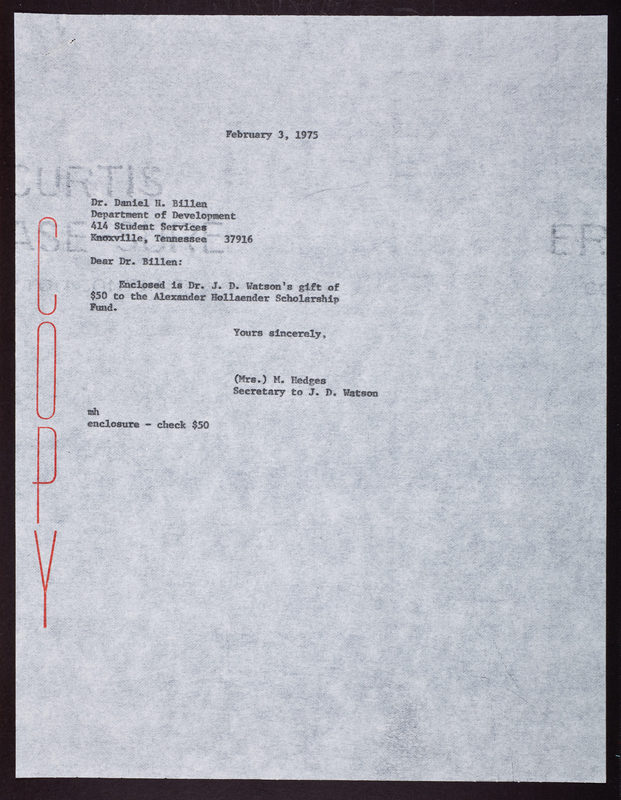 February 3, 1975
CURTIS
Dr. Daniel H. Billen
Department of Development
414 Student Services
Knoxville, Tennessee 37916
ER
Dear Dr. Billen:
Enclosed is Dr. J. D. Watson's gift of
$50 to the Alexander Hollaender Scholarship
Fund.
Yours sincerely,
(Mrs.) M. Hedges
Secretary to J. D. Watson
mh
enclosure - check $50
COPY